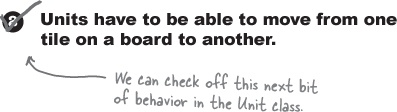 Units have to be able to move from one
tile on a board to another.
We can check off this next bit
of behavior in the Unit class.